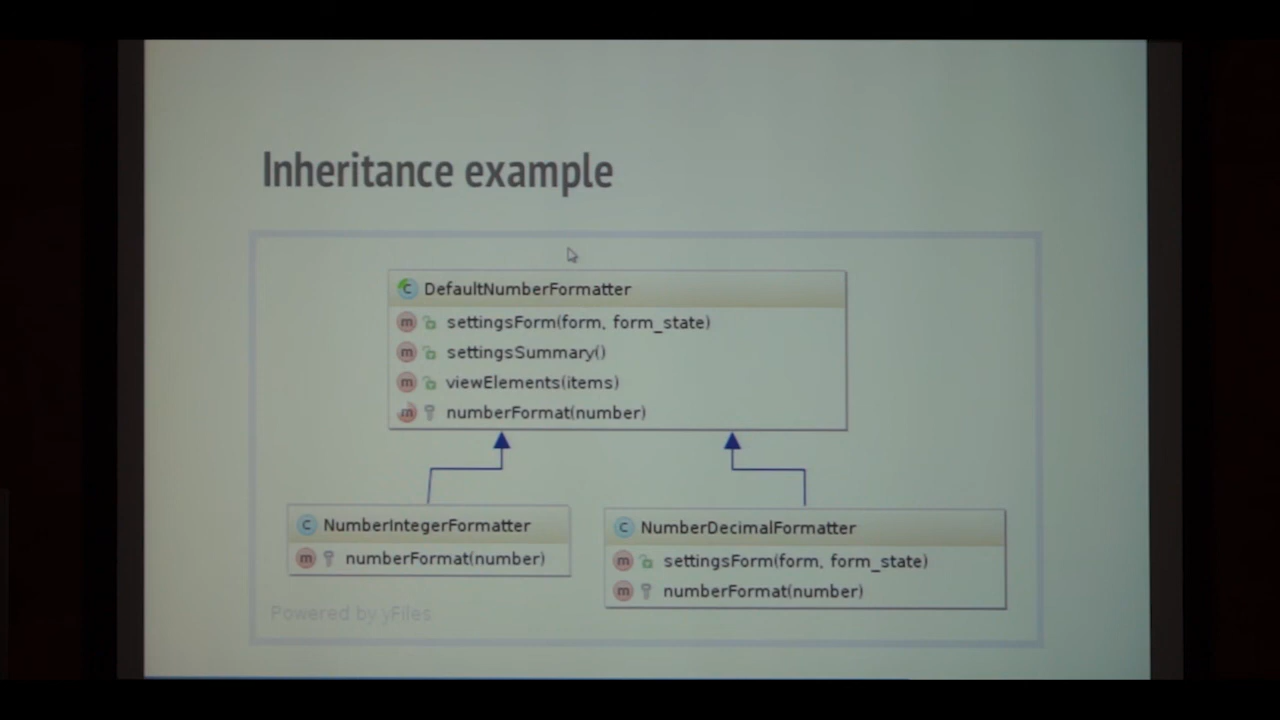 Inheritance example
DefaultNumberFormatter
settingsForm(form, form_state)
settingsSummary()
viewElements(items)
numberFormat(number)
NumberIntegerFormatter
numberFormat(number)
NumberDecimalFormatter
settingsForm(form, form_state)
numberFormat(number)
Powered by yFiles